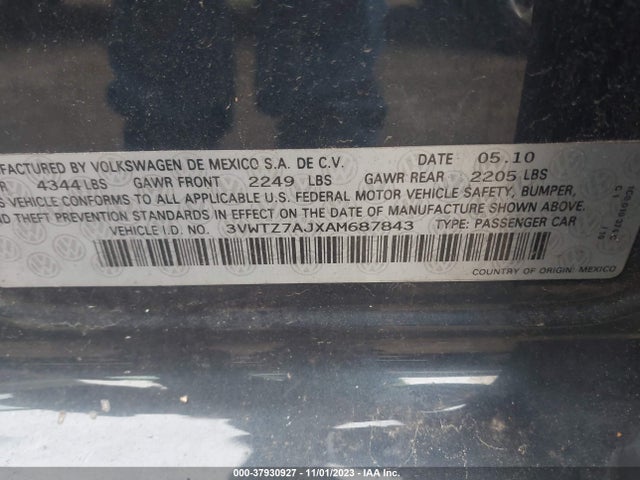 FACTURED BY VOLKSWAGEN DE MEXICO S.A. DE C.V. DATE 05.10
R 4344 LBS GAWR FRONT 2249 LBS GAWR REAR 2205 LBS
S VEHICLE CONFORMS TO ALL APPLICABLE U.S. FEDERAL MOTOR VEHICLE SAFETY, BUMPER,
ND THEFT PREVENTION STANDARDS IN EFFECT ON THE DATE OF MANUFACTURE SHOWN ABOVE.
VEHICLE I.D. NO. 3VWTZ7AJXAM687843 TYPE: PASSENGER CAR
COUNTRY OF ORIGIN: MEXICO
000-37930927 - 11/01/2023 - IAA Inc.